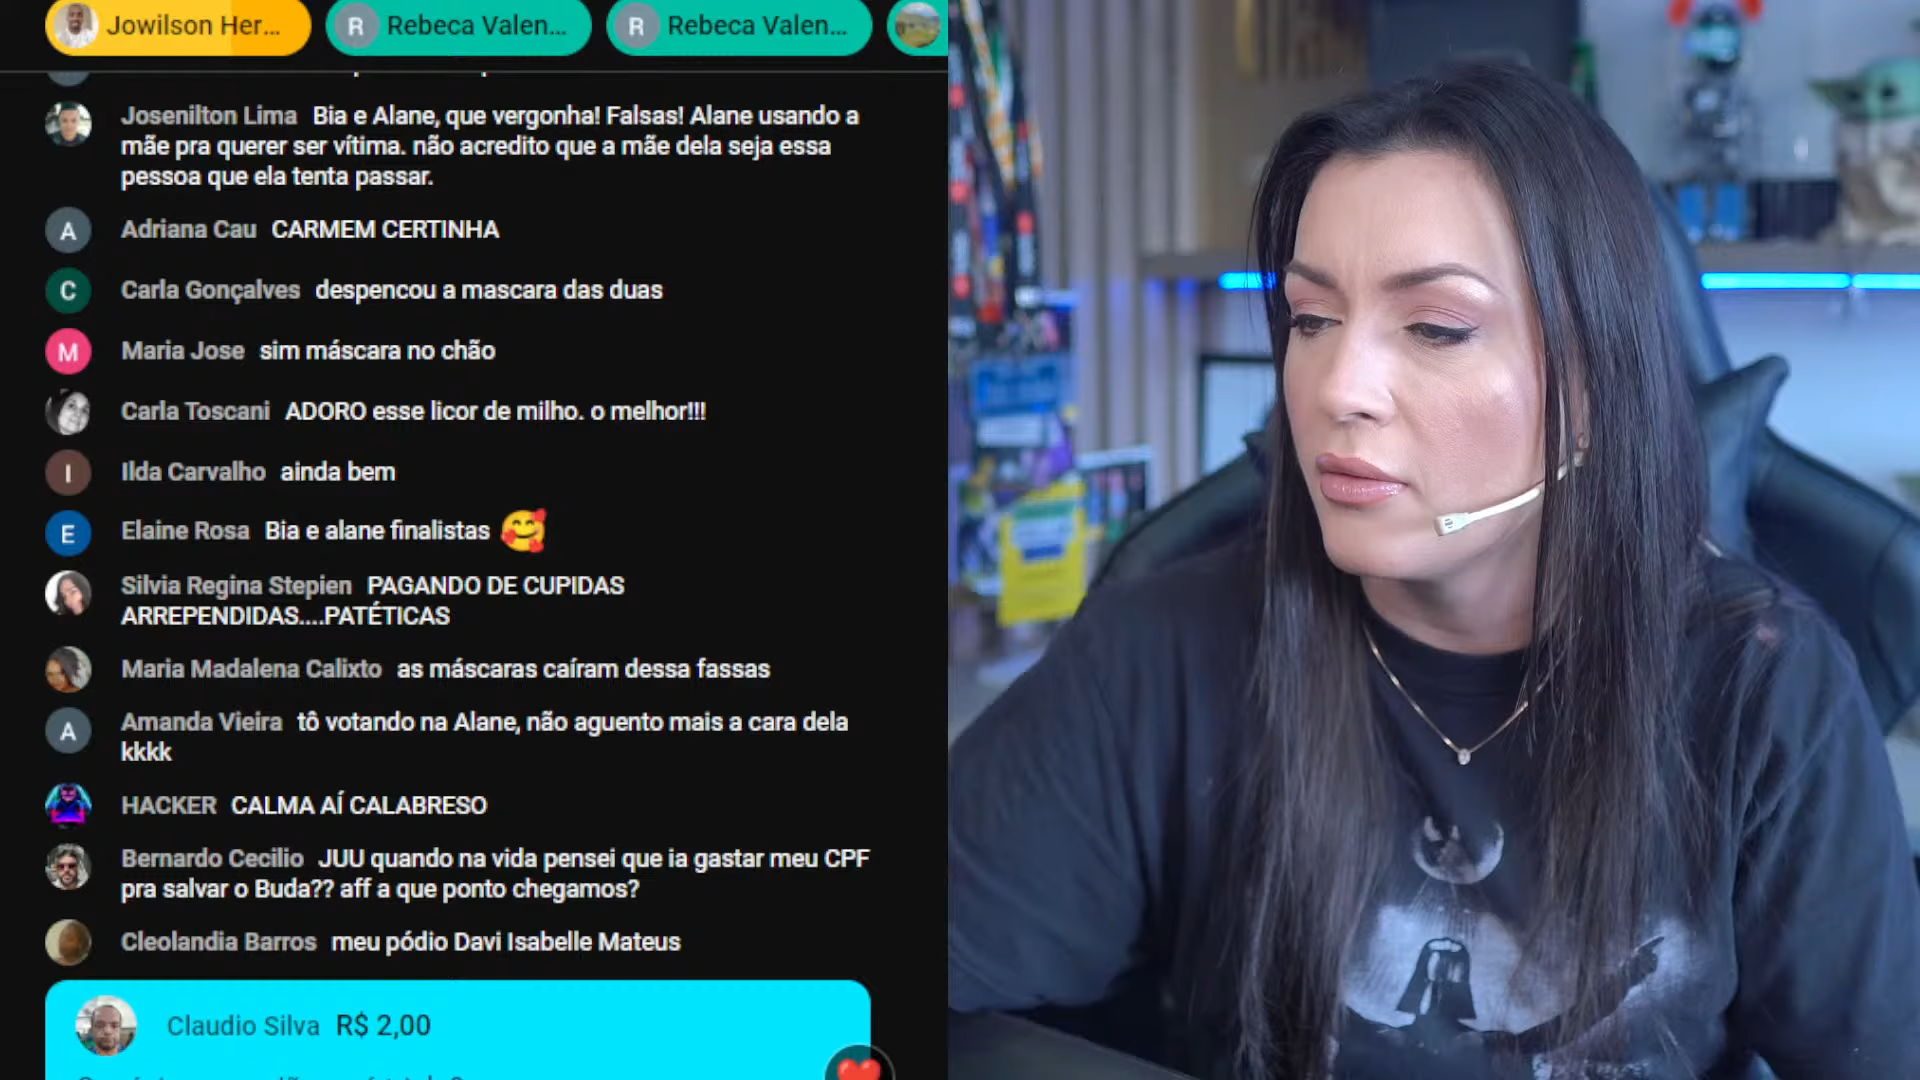 Jowilson Her...
R Rebeca Valen...
R Rebeca Valen...
Josenilton Lima Bia e Alane, que vergonha! Falsas! Alane usando a
mãe pra querer ser vítima. não acredito que a mãe dela seja essa
pessoa que ela tenta passar.
A Adriana Cau CARMEM CERTINHA
C Carla Gonçalves despencou a mascara das duas
M Maria Jose sim máscara no chão
Carla Toscani ADORO esse licor de milho. o melhor!!!
I Ilda Carvalho ainda bem
E Elaine Rosa Bia e alane finalistas 🥰
Silvia Regina Stepien PAGANDO DE CUPIDAS
ARREPENDIDAS....PATÉTICAS
Maria Madalena Calixto as máscaras caíram dessa fassas
A Amanda Vieira tô votando na Alane, não aguento mais a cara dela
kkkk
HACKER CALMA AÍ CALABRESO
Bernardo Cecilio JUU quando na vida pensei que ia gastar meu CPF
pra salvar o Buda?? aff a que ponto chegamos?
Cleolandia Barros meu pódio Davi Isabelle Mateus
Claudio Silva R$ 2,00